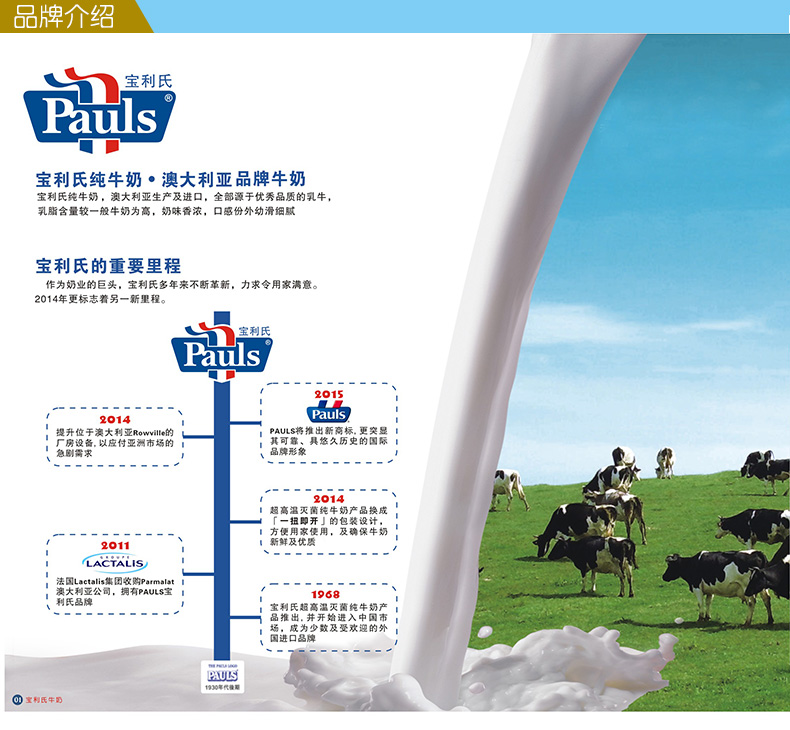 品牌介绍
宝利氏
Pauls®
宝利氏纯牛奶•澳大利亚品牌牛奶
宝利氏纯牛奶，澳大利亚生产及进口，全部源于优秀品质的乳牛，
乳脂含量较一般牛奶为高，奶味香浓，口感份外幼滑细腻
宝利氏的重要里程
作为奶业的巨头，宝利氏多年来不断革新，力求令用家满意。
2014年更标志着另一新里程。
宝利氏
Pauls®
2015
Pauls
PAULS将推出新商标，更突显
其可靠、具悠久历史的国际
品牌形象
2014
提升位于澳大利亚Rowville的
厂房设备，以应付亚洲市场的
急剧需求
2014
超高温灭菌纯牛奶产品换成
「一扭即开」的包装设计，
方便用家使用，及确保牛奶
新鲜及优质
2011
GROUPE
LACTALIS
法国Lactalis集团收购Parmalat
澳大利亚公司，拥有PAULS宝
利氏品牌
1968
宝利氏超高温灭菌纯牛奶产
品推出，并开始进入中国市
场，成为少数及受欢迎的外
国进口品牌
THE PAULS LOGO
PAULS
1930年代後期
01 宝利氏牛奶